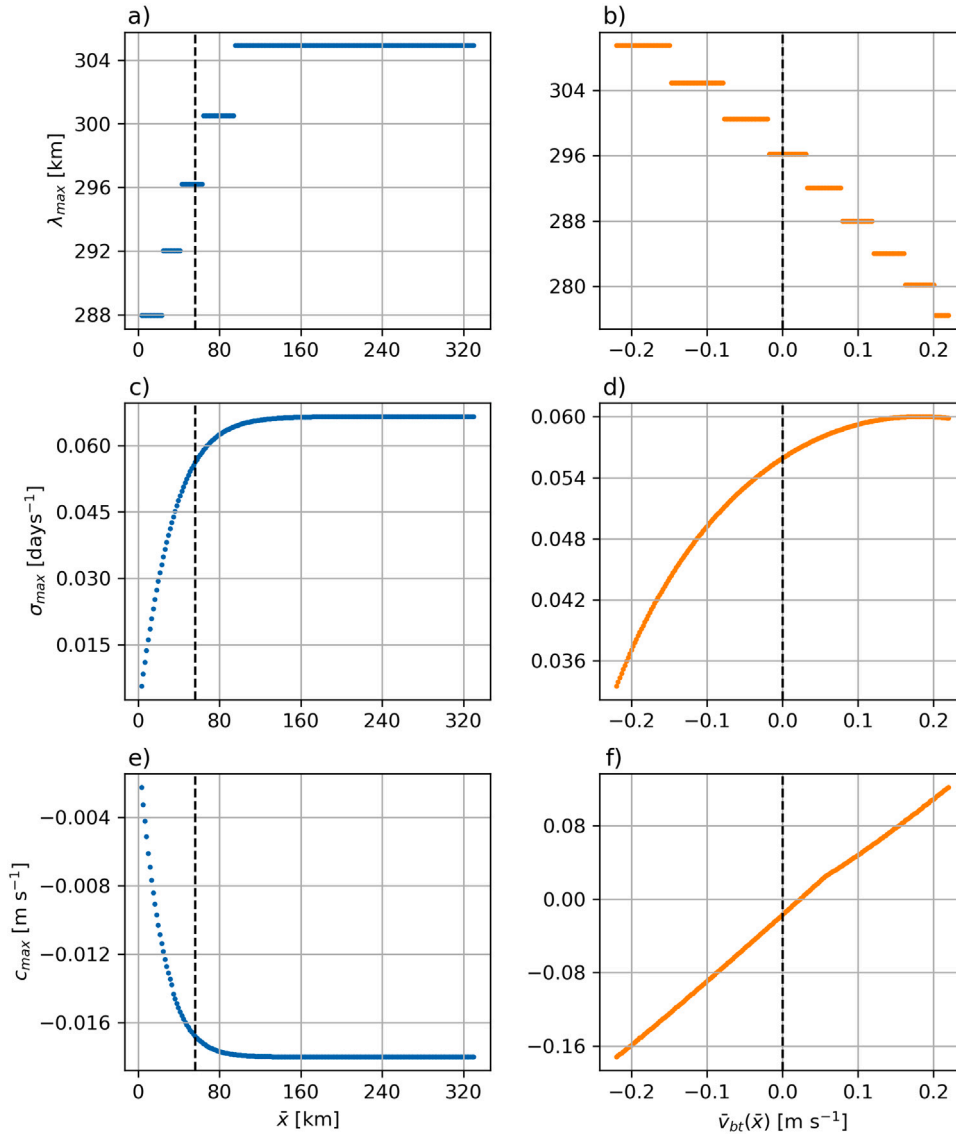 a)
304
300
296
292
288
λmax [km]
0 80 160 240 320
b)
304
296
288
280
−0.2 −0.1 0.0 0.1 0.2
c)
0.060
0.045
0.030
0.015
σmax [days⁻¹]
0 80 160 240 320
d)
0.060
0.054
0.048
0.042
0.036
−0.2 −0.1 0.0 0.1 0.2
e)
−0.004
−0.008
−0.012
−0.016
cmax [m s⁻¹]
0 80 160 240 320
x̄ [km]
f)
0.08
0.00
−0.08
−0.16
−0.2 −0.1 0.0 0.1 0.2
v̄bt(x̄) [m s⁻¹]